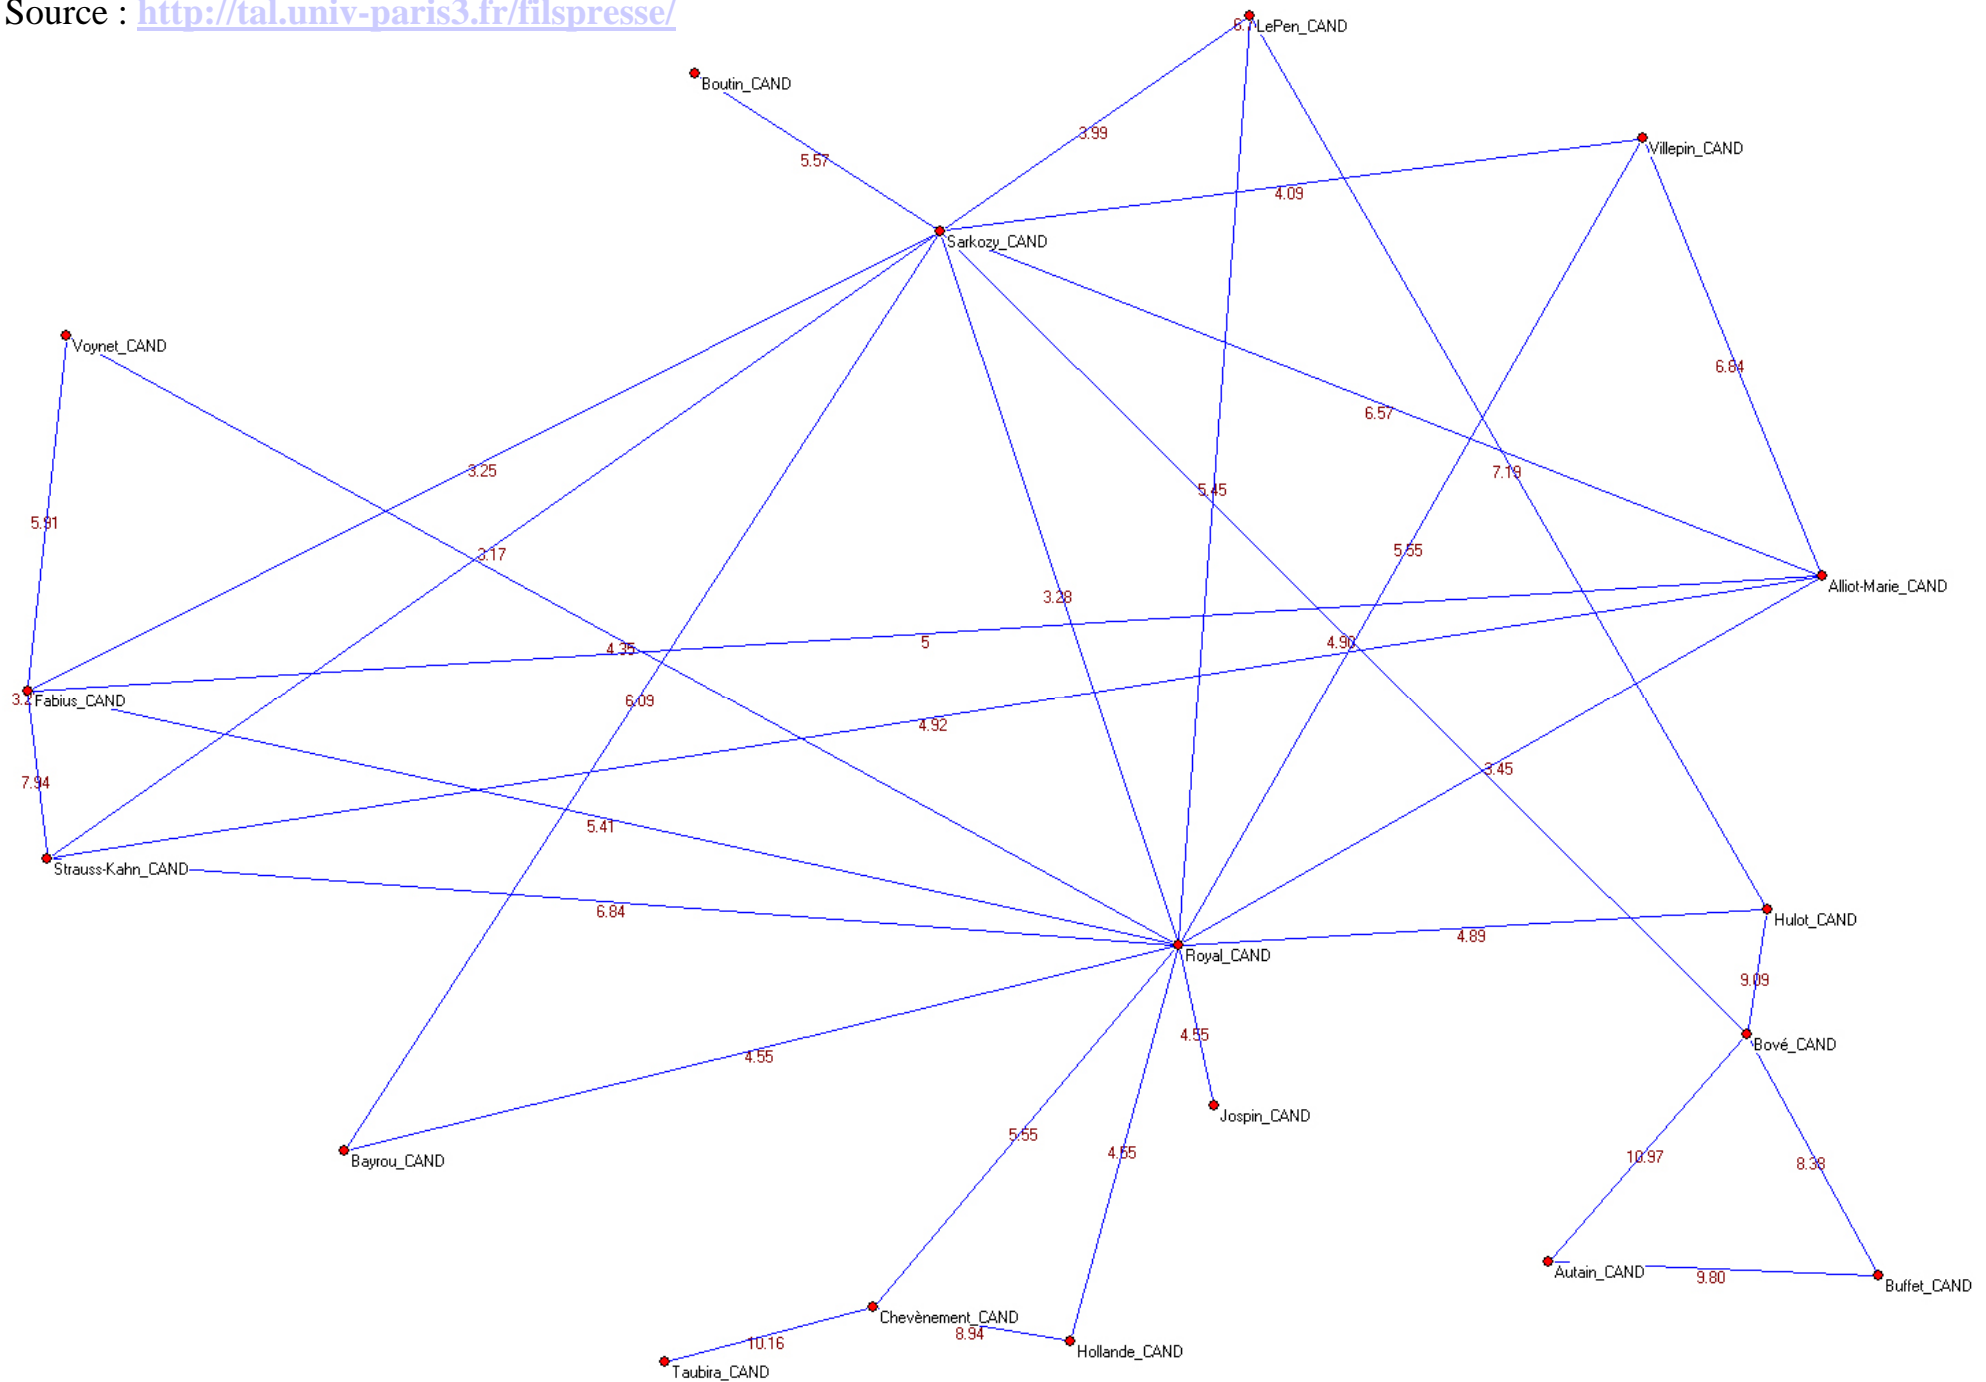 Source : http://tal.univ-paris3.fr/filspresse/
LePen_CAND
Boutin_CAND
3.99
Villepin_CAND
5.57
4.09
Sarkozy_CAND
Voynet_CAND
6.84
6.57
3.25
7.19
5.45
5.91
3.17
5.55
Alliot-Marie_CAND
3.28
5
4.90
4.35
Fabius_CAND
6.09
4.92
3.45
7.94
5.41
Strauss-Kahn_CAND
6.84
Hulot_CAND
4.89
Royal_CAND
9.09
4.55
Bové_CAND
4.55
Jospin_CAND
5.55
4.55
10.97
8.38
Bayrou_CAND
Autain_CAND
9.80
Buffet_CAND
Chevènement_CAND
8.94
10.16
Hollande_CAND
Taubira_CAND